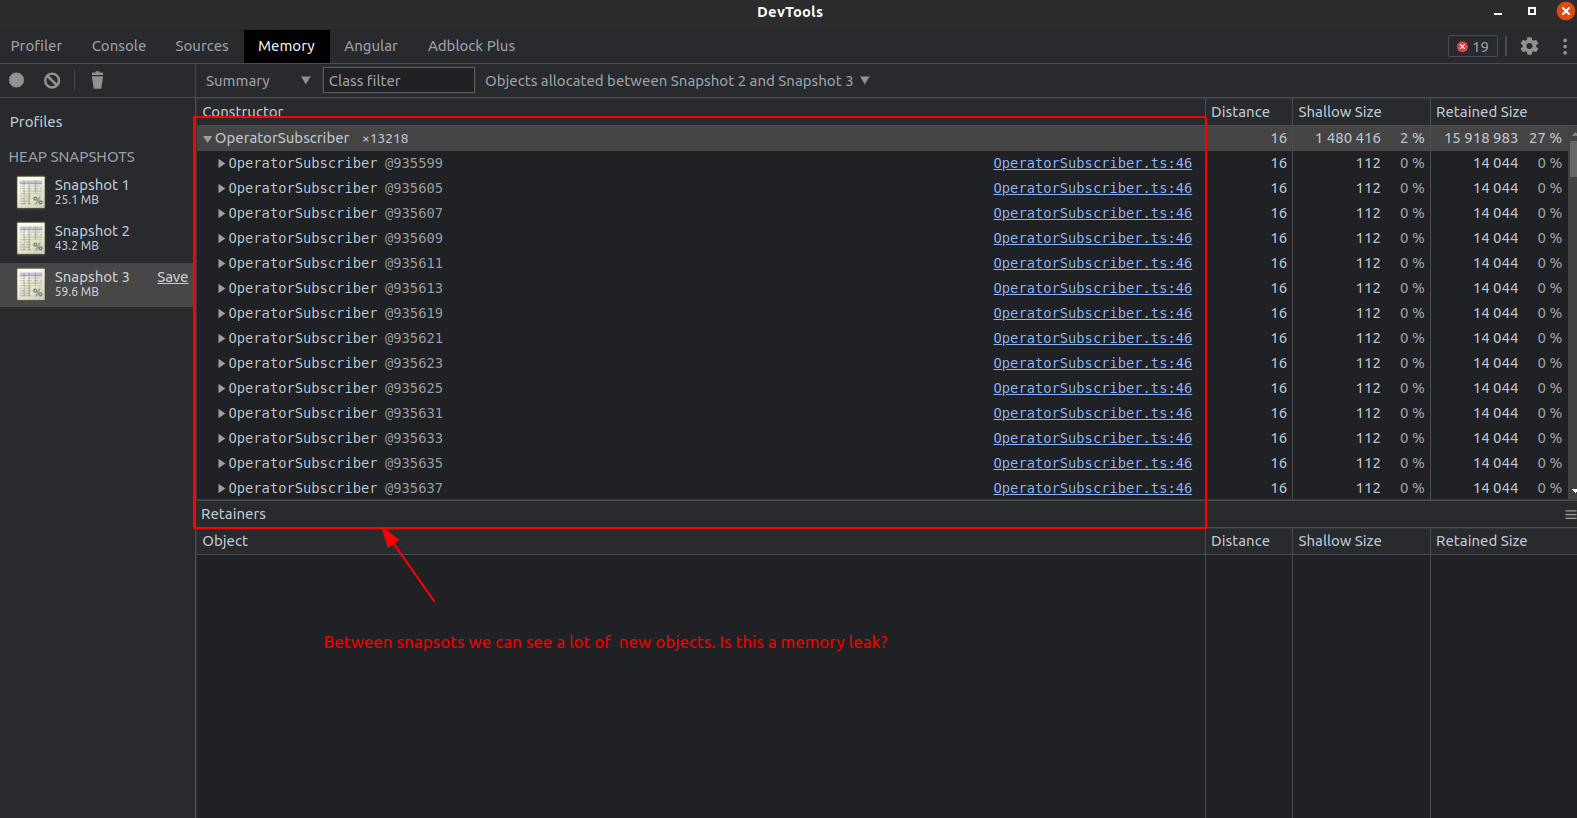 DevTools
Profiler Console Sources Memory Angular Adblock Plus 19
Summary Class filter Objects allocated between Snapshot 2 and Snapshot 3
Profiles
HEAP SNAPSHOTS
Snapshot 1
25.1 MB
Snapshot 2
43.2 MB
Snapshot 3 Save
59.6 MB
Constructor Distance Shallow Size Retained Size
OperatorSubscriber ×13218 16 1 480 416 2 % 15 918 983 27 %
OperatorSubscriber @935599 OperatorSubscriber.ts:46 16 112 0 % 14 044 0 %
OperatorSubscriber @935605 OperatorSubscriber.ts:46 16 112 0 % 14 044 0 %
OperatorSubscriber @935607 OperatorSubscriber.ts:46 16 112 0 % 14 044 0 %
OperatorSubscriber @935609 OperatorSubscriber.ts:46 16 112 0 % 14 044 0 %
OperatorSubscriber @935611 OperatorSubscriber.ts:46 16 112 0 % 14 044 0 %
OperatorSubscriber @935613 OperatorSubscriber.ts:46 16 112 0 % 14 044 0 %
OperatorSubscriber @935619 OperatorSubscriber.ts:46 16 112 0 % 14 044 0 %
OperatorSubscriber @935621 OperatorSubscriber.ts:46 16 112 0 % 14 044 0 %
OperatorSubscriber @935623 OperatorSubscriber.ts:46 16 112 0 % 14 044 0 %
OperatorSubscriber @935625 OperatorSubscriber.ts:46 16 112 0 % 14 044 0 %
OperatorSubscriber @935631 OperatorSubscriber.ts:46 16 112 0 % 14 044 0 %
OperatorSubscriber @935633 OperatorSubscriber.ts:46 16 112 0 % 14 044 0 %
OperatorSubscriber @935635 OperatorSubscriber.ts:46 16 112 0 % 14 044 0 %
OperatorSubscriber @935637 OperatorSubscriber.ts:46 16 112 0 % 14 044 0 %
Retainers
Object Distance Shallow Size Retained Size
Between snapsots we can see a lot of new objects. Is this a memory leak?